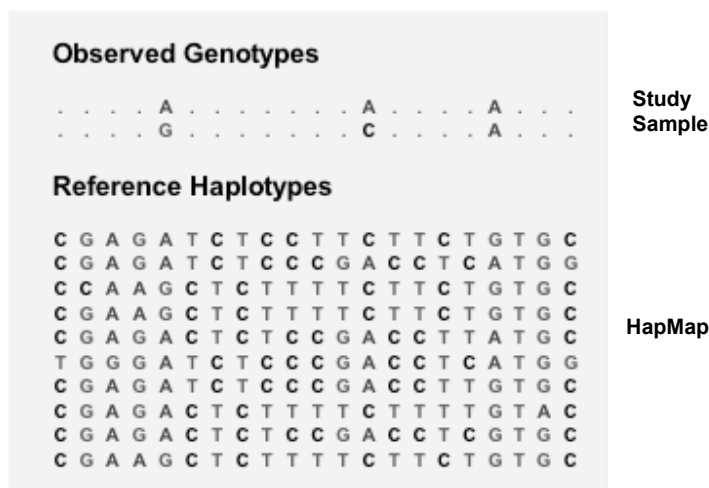 Observed Genotypes
. . . . A . . . . . . . A . . . . A . . .
. . . . G . . . . . . . C . . . . A . . .
Study
Sample
Reference Haplotypes
C G A G A T C T C C T T C T T C T G T G C
C G A G A T C T C C C G A C C T C A T G G
C C A A G C T C T T T T C T T C T G T G C
C G A A G C T C T T T T C T T C T G T G C
C G A G A C T C T C C G A C C T T A T G C
T G G G A T C T C C C G A C C T C A T G G
C G A G A T C T C C C G A C C T T G T G C
C G A G A C T C T T T T C T T T T G T A C
C G A G A C T C T C C G A C C T C G T G C
C G A A G C T C T T T T C T T C T G T G C
HapMap